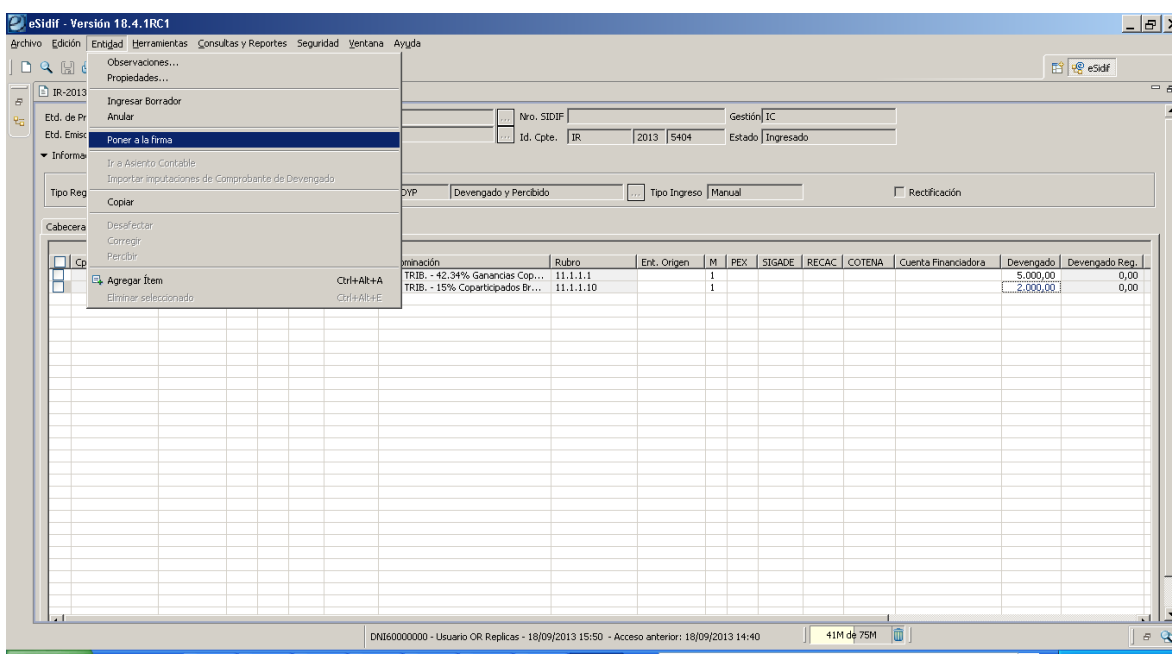 eSidif - Versión 18.4.1RC1
Archivo Edición Entidad Herramientas Consultas y Reportes Seguridad Ventana Ayuda
eSidif
Observaciones...
Propiedades...
Ingresar Borrador
Anular
Poner a la firma
Ir a Asiento Contable
Importar imputaciones de Comprobante de Devengado
Copiar
Desafectar
Corregir
Percibir
Agregar Ítem Ctrl+Alt+A
Eliminar seleccionado Ctrl+Alt+E
IR-2013
Etd. de Pr ... Nro. SIDIF Gestión IC
Etd. Emiso ... Id. Cpte. IR 2013 5404 Estado Ingresado
Informa
Tipo Reg DYP Devengado y Percibido ... Tipo Ingreso Manual Rectificación
Cabecera
Cp ominación Rubro Ent. Origen M PEX SIGADE RECAC COTENA Cuenta Financiadora Devengado Devengado Reg.
TRIB. - 42.34% Ganancias Cop... 11.1.1.1 1 5.000,00 0,00
TRIB. - 15% Coparticipados Br... 11.1.1.10 1 2.000,00 0,00
DNI60000000 - Usuario OR Replicas - 18/09/2013 15:50 - Acceso anterior: 18/09/2013 14:40 41M de 75M